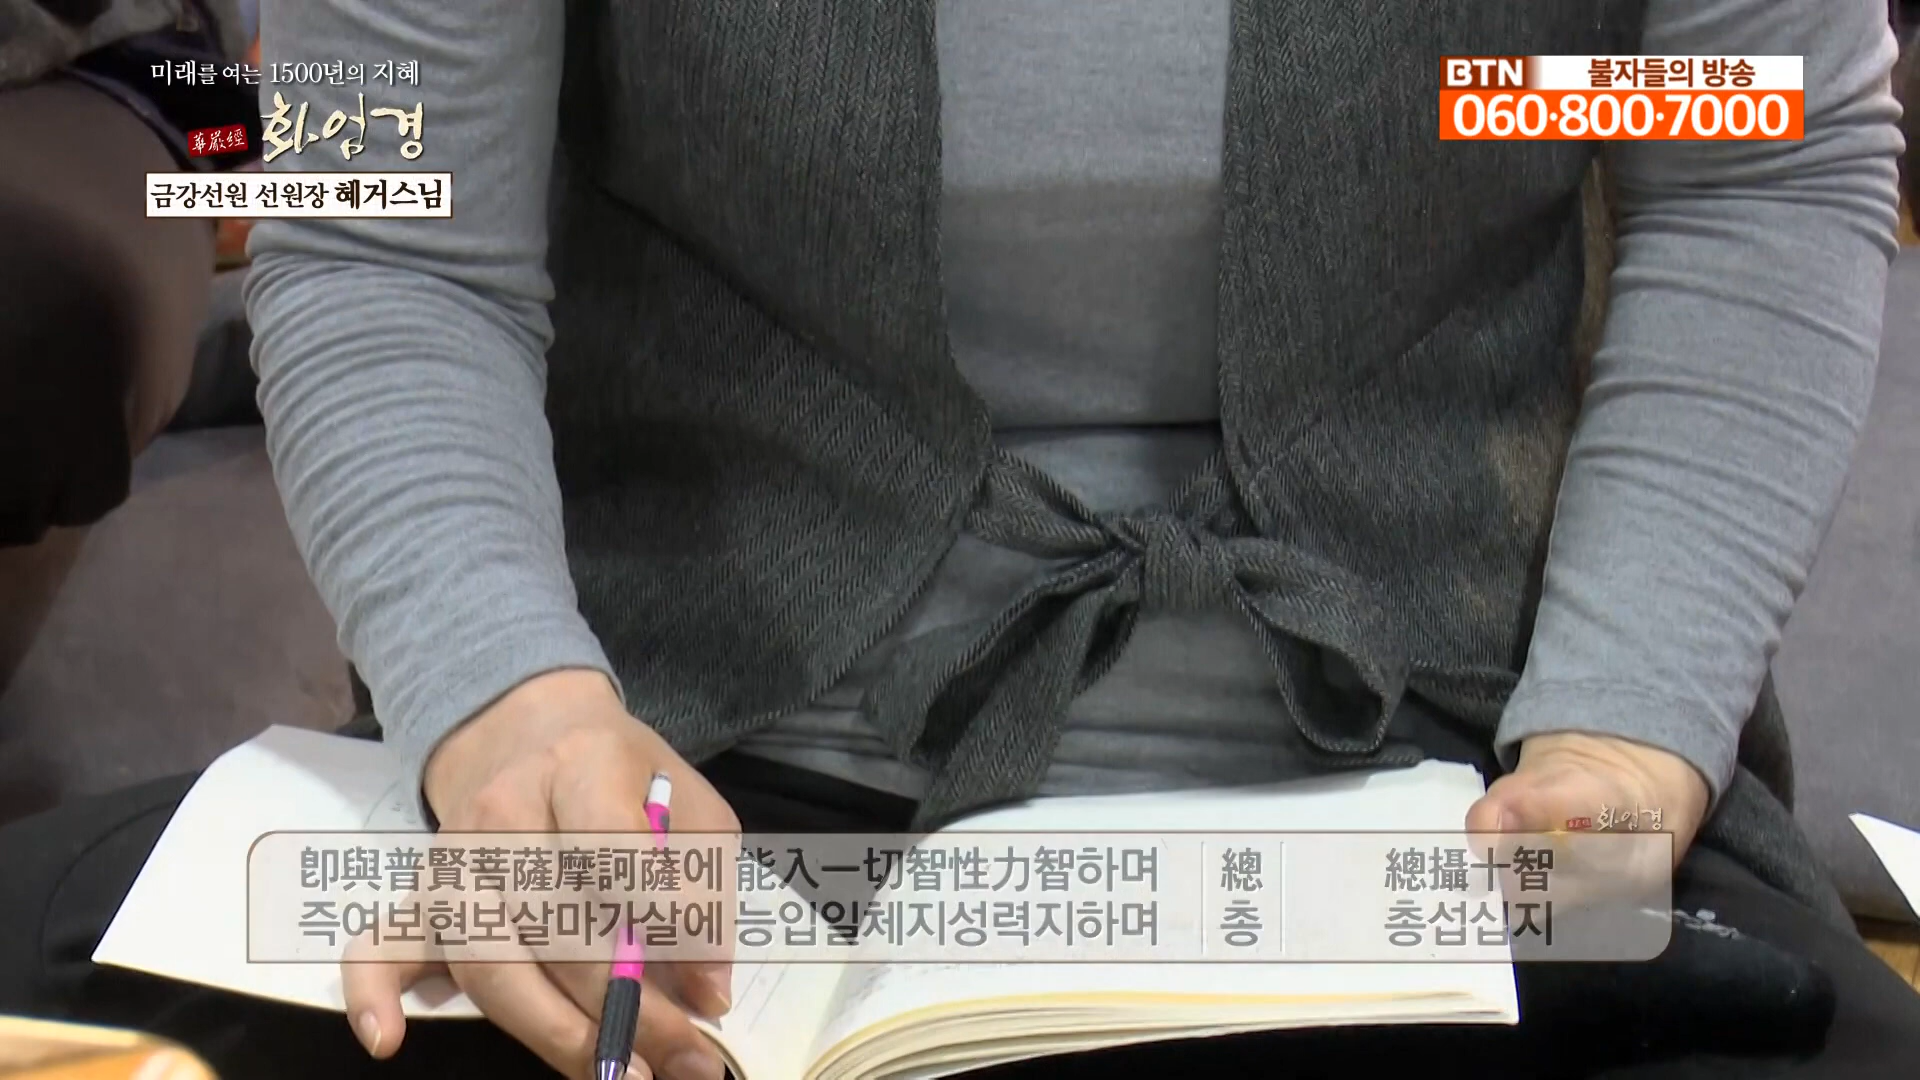 미래를 여는 1500년의 지혜
華嚴經 화엄경
금강선원 선원장 혜거스님
BTN 불자들의 방송
060·800·7000
華嚴經 화엄경
卽與普賢菩薩摩訶薩에 能入一切智性力智하며 總 總攝十智
즉여보현보살마가살에 능입일체지성력지하며 총 총섭십지